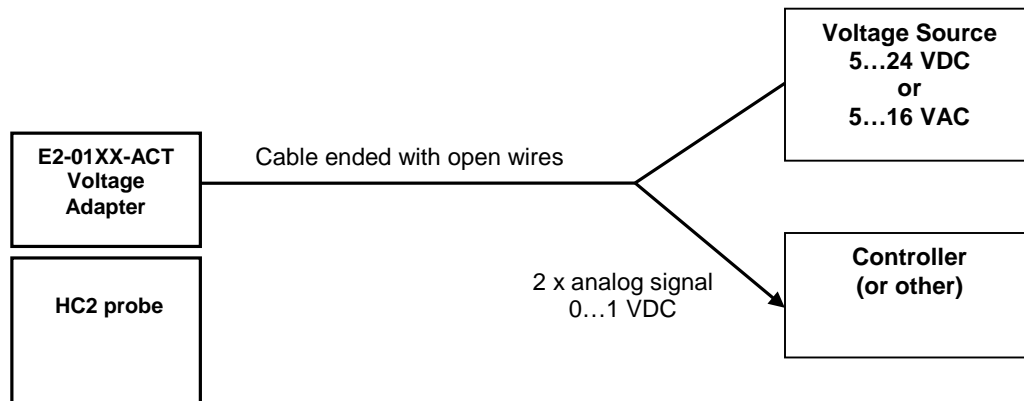 Voltage Source
5…24 VDC
or
5…16 VAC
E2-01XX-ACT
Voltage
Adapter
Cable ended with open wires
Controller
(or other)
2 x analog signal
0…1 VDC
HC2 probe